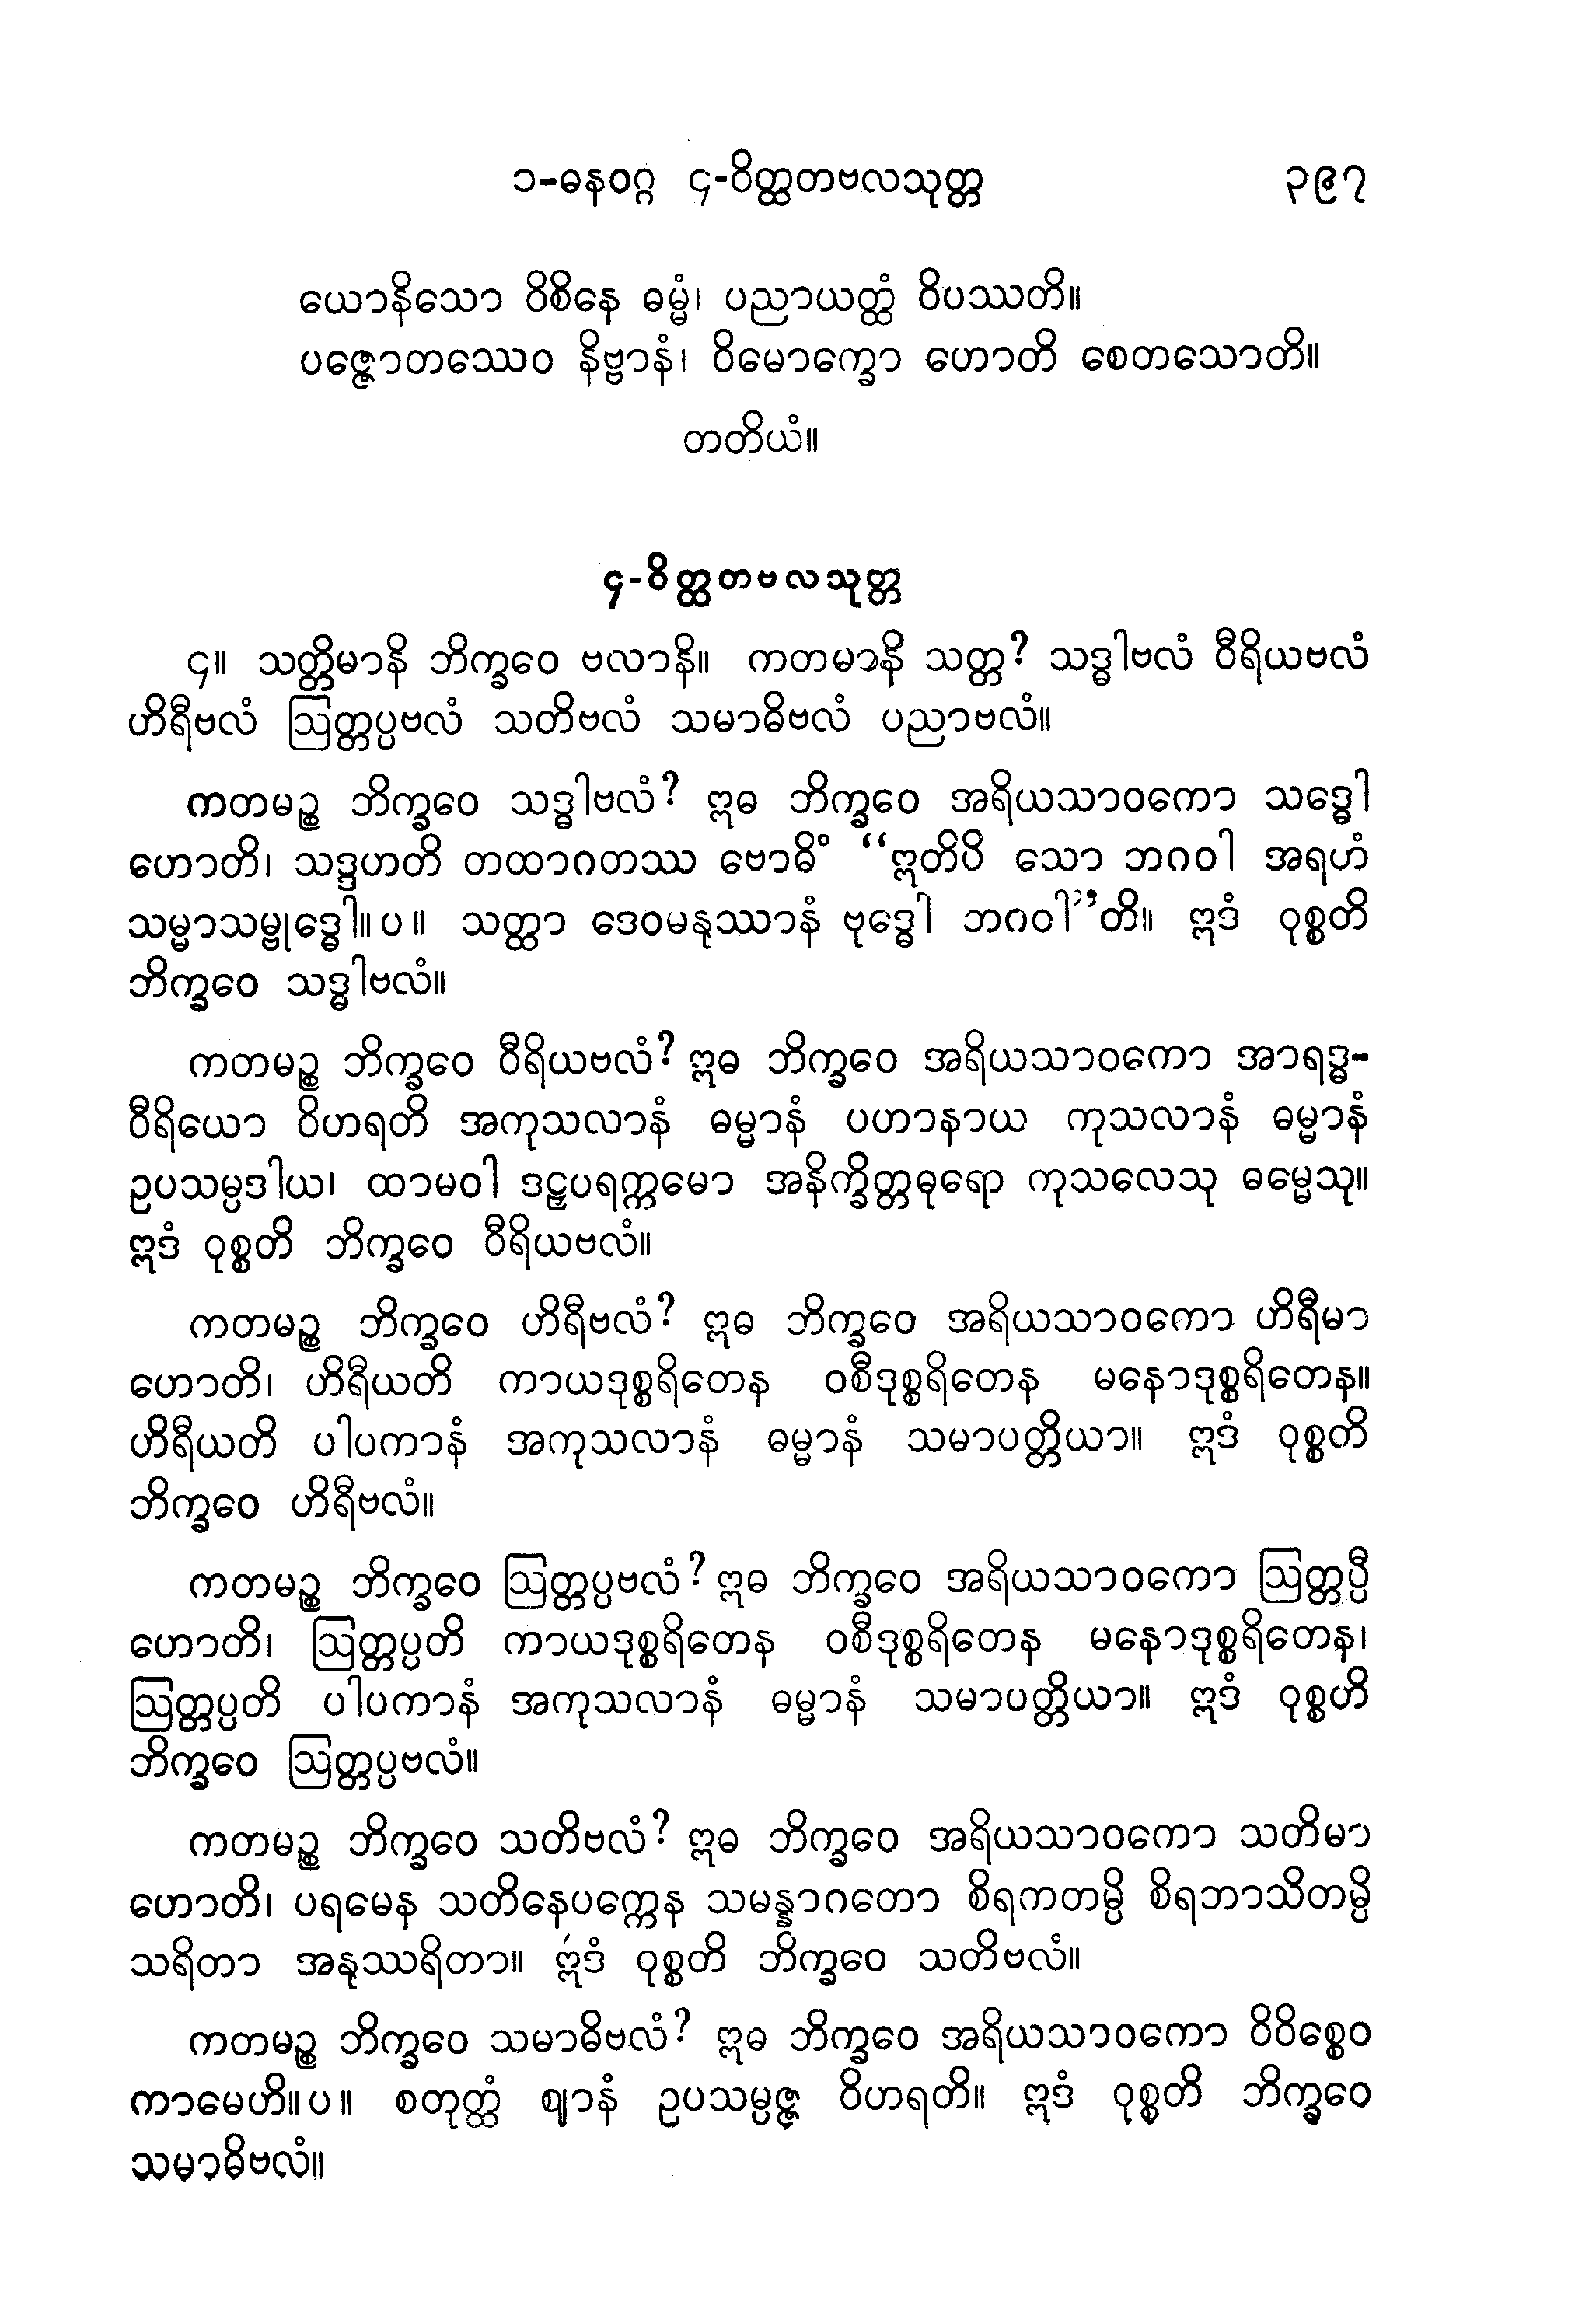 ၁-ဓနဝဂ္ဂ ၄-ဝိတ္ထတဗလသုတ္တ ၃၉၇
ယောနိသော ဝိစိနေ ဓမ္မံ၊ ပညာယတ္ထံ ဝိပဿတိ။
ပဇ္ဇောတဿေဝ နိဗ္ဗာနံ၊ ဝိမောက္ခော ဟောတိ စေတသောတိ။
တတိယံ။
၄-ဝိတ္ထတဗလသုတ္တ
၄။ သတ္တိမာနိ ဘိက္ခဝေ ဗလာနိ။ ကတမာနိ သတ္တ? သဒ္ဓါဗလံ ဝီရိယဗလံ
ဟိရီဗလံ ဩတ္တပ္ပဗလံ သတိဗလံ သမာဓိဗလံ ပညာဗလံ။
ကတမဉ္စ ဘိက္ခဝေ သဒ္ဓါဗလံ? ဣဓ ဘိက္ခဝေ အရိယသာဝကော သဒ္ဓေါ
ဟောတိ၊ သဒ္ဒဟတိ တထာဂတဿ ဗောဓိံ “ဣတိပိ သော ဘဂဝါ အရဟံ
သမ္မာသမ္ဗုဒ္ဓေါ။ပ။ သတ္ထာ ဒေဝမနုဿာနံ ဗုဒ္ဓေါ ဘဂဝါ”တိ။ ဣဒံ ဝုစ္စတိ
ဘိက္ခဝေ သဒ္ဓါဗလံ။
ကတမဉ္စ ဘိက္ခဝေ ဝီရိယဗလံ? ဣဓ ဘိက္ခဝေ အရိယသာဝကော အာရဒ္ဓ-
ဝီရိယော ဝိဟရတိ အကုသလာနံ ဓမ္မာနံ ပဟာနာယ ကုသလာနံ ဓမ္မာနံ
ဥပသမ္ပဒါယ၊ ထာမဝါ ဒဠှပရက္ကမော အနိက္ခိတ္တဓုရော ကုသလေသု ဓမ္မေသု။
ဣဒံ ဝုစ္စတိ ဘိက္ခဝေ ဝီရိယဗလံ။
ကတမဉ္စ ဘိက္ခဝေ ဟိရီဗလံ? ဣဓ ဘိက္ခဝေ အရိယသာဝကော ဟိရီမာ
ဟောတိ၊ ဟိရီယတိ ကာယဒုစ္စရိတေန ဝစီဒုစ္စရိတေန မနောဒုစ္စရိတေန။
ဟိရီယတိ ပါပကာနံ အကုသလာနံ ဓမ္မာနံ သမာပတ္တိယာ။ ဣဒံ ဝုစ္စတိ
ဘိက္ခဝေ ဟိရီဗလံ။
ကတမဉ္စ ဘိက္ခဝေ ဩတ္တပ္ပဗလံ? ဣဓ ဘိက္ခဝေ အရိယသာဝကော ဩတ္တပ္ပီ
ဟောတိ၊ ဩတ္တပ္ပတိ ကာယဒုစ္စရိတေန ဝစီဒုစ္စရိတေန မနောဒုစ္စရိတေန၊
ဩတ္တပ္ပတိ ပါပကာနံ အကုသလာနံ ဓမ္မာနံ သမာပတ္တိယာ။ ဣဒံ ဝုစ္စဟိ
ဘိက္ခဝေ ဩတ္တပ္ပဗလံ။
ကတမဉ္စ ဘိက္ခဝေ သတိဗလံ? ဣဓ ဘိက္ခဝေ အရိယသာဝကော သတိမာ
ဟောတိ၊ ပရမေန သတိနေပက္ကေန သမန္နာဂတော စိရကတမ္ပိ စိရဘာသိတမ္ပိ
သရိတာ အနုဿရိတာ။ ဣဒံ ဝုစ္စတိ ဘိက္ခဝေ သတိဗလံ။
ကတမဉ္စ ဘိက္ခဝေ သမာဓိဗလံ? ဣဓ ဘိက္ခဝေ အရိယသာဝကော ဝိဝိစ္စေဝ
ကာမေဟိ။ပ။ စတုတ္ထံ ဈာနံ ဥပသမ္ပဇ္ဇ ဝိဟရတိ။ ဣဒံ ဝုစ္စတိ ဘိက္ခဝေ
သမာဓိဗလံ။